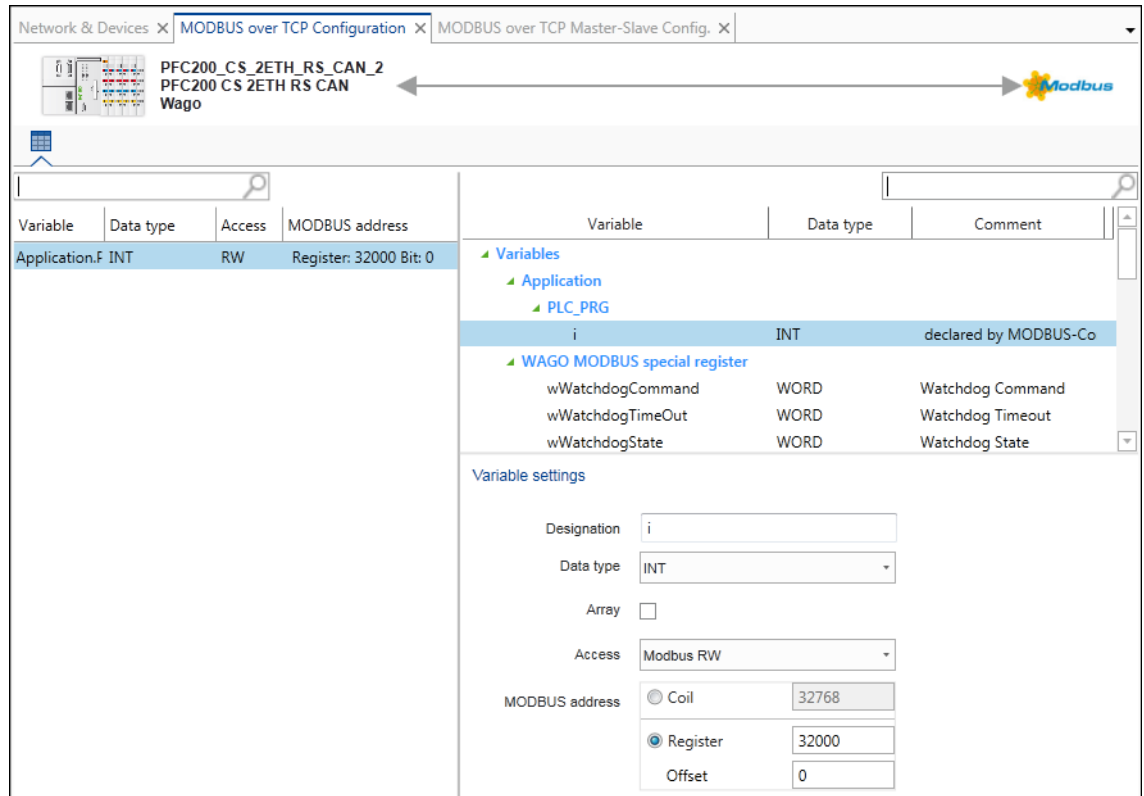 Network & Devices MODBUS over TCP Configuration MODBUS over TCP Master-Slave Config.
PFC200_CS_2ETH_RS_CAN_2
PFC200 CS 2ETH RS CAN
Wago
Modbus
Variable Data type Access MODBUS address
Application.F INT RW Register: 32000 Bit: 0
Variable Data type Comment
Variables
Application
PLC_PRG
i INT declared by MODBUS-Co
WAGO MODBUS special register
wWatchdogCommand WORD Watchdog Command
wWatchdogTimeOut WORD Watchdog Timeout
wWatchdogState WORD Watchdog State
Variable settings
Designation i
Data type INT
Array
Access Modbus RW
MODBUS address Coil 32768
Register 32000
Offset 0